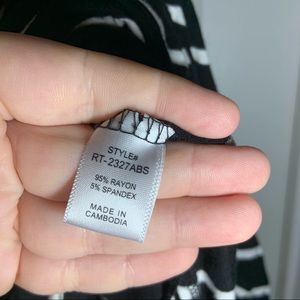 STYLE#
RT-2327ABS
95% RAYON
5% SPANDEX
MADE IN
CAMBODIA